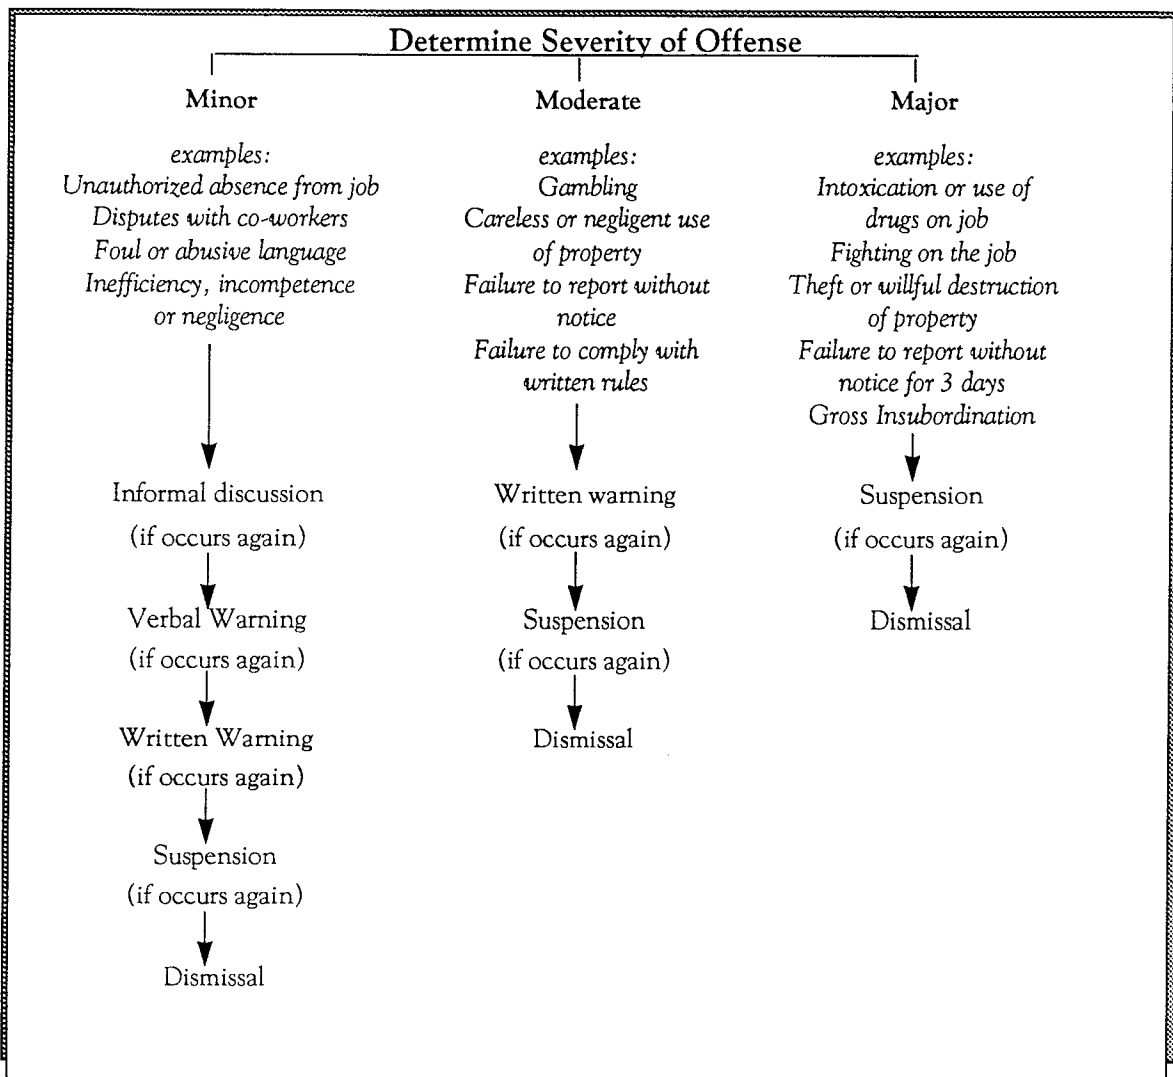 Determine Severity of Offense
Minor
examples:
Unauthorized absence from job
Disputes with co-workers
Foul or abusive language
Inefficiency, incompetence
or negligence
Informal discussion
(if occurs again)
Verbal Warning
(if occurs again)
Written Warning
(if occurs again)
Suspension
(if occurs again)
Dismissal
Moderate
examples:
Gambling
Careless or negligent use
of property
Failure to report without
notice
Failure to comply with
written rules
Written warning
(if occurs again)
Suspension
(if occurs again)
Dismissal
Major
examples:
Intoxication or use of
drugs on job
Fighting on the job
Theft or willful destruction
of property
Failure to report without
notice for 3 days
Gross Insubordination
Suspension
(if occurs again)
Dismissal